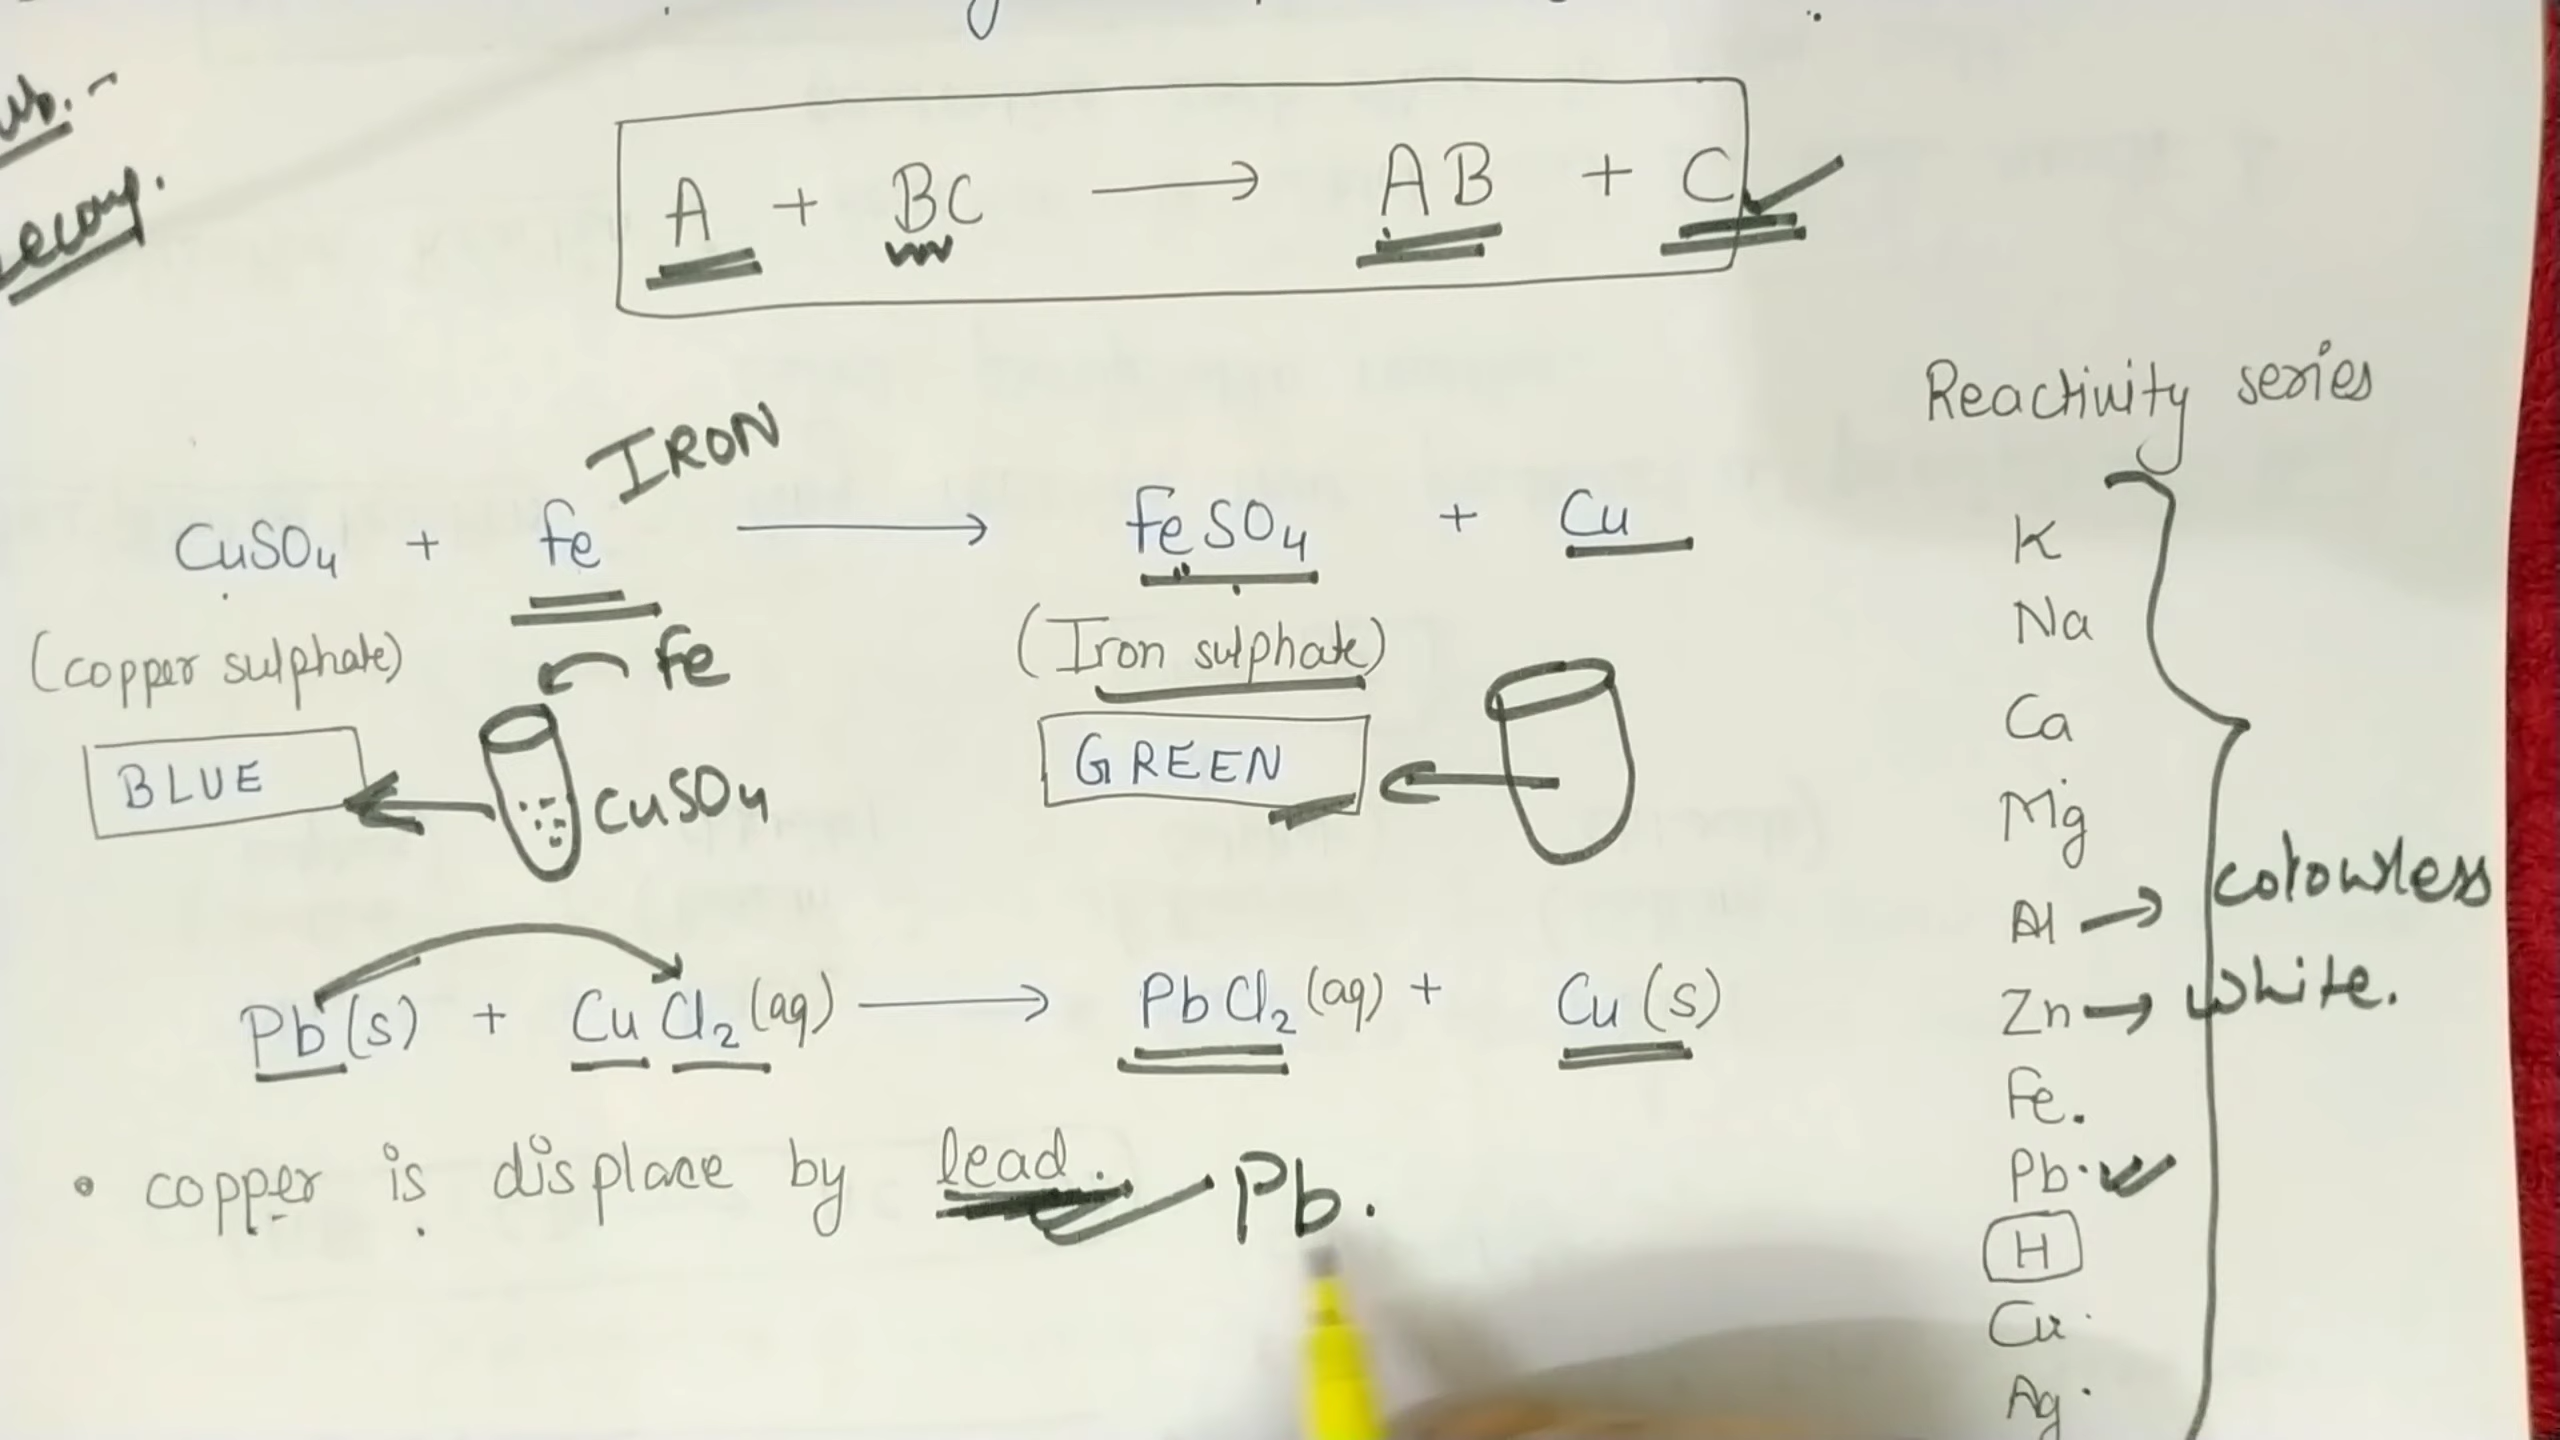 A + BC → AB + C
Reactivity series
IRON
CuSO₄ + Fe → FeSO₄ + Cu
(copper sulphate)
Fe
(Iron sulphate)
BLUE
CuSO₄
GREEN
Pb(s) + CuCl₂(aq) → PbCl₂(aq) + Cu(s)
• copper is displace by lead. Pb.
K
Na
Ca
Mg
Al → colourless
Zn → white.
Fe.
Pb.
H
Cu
Ag